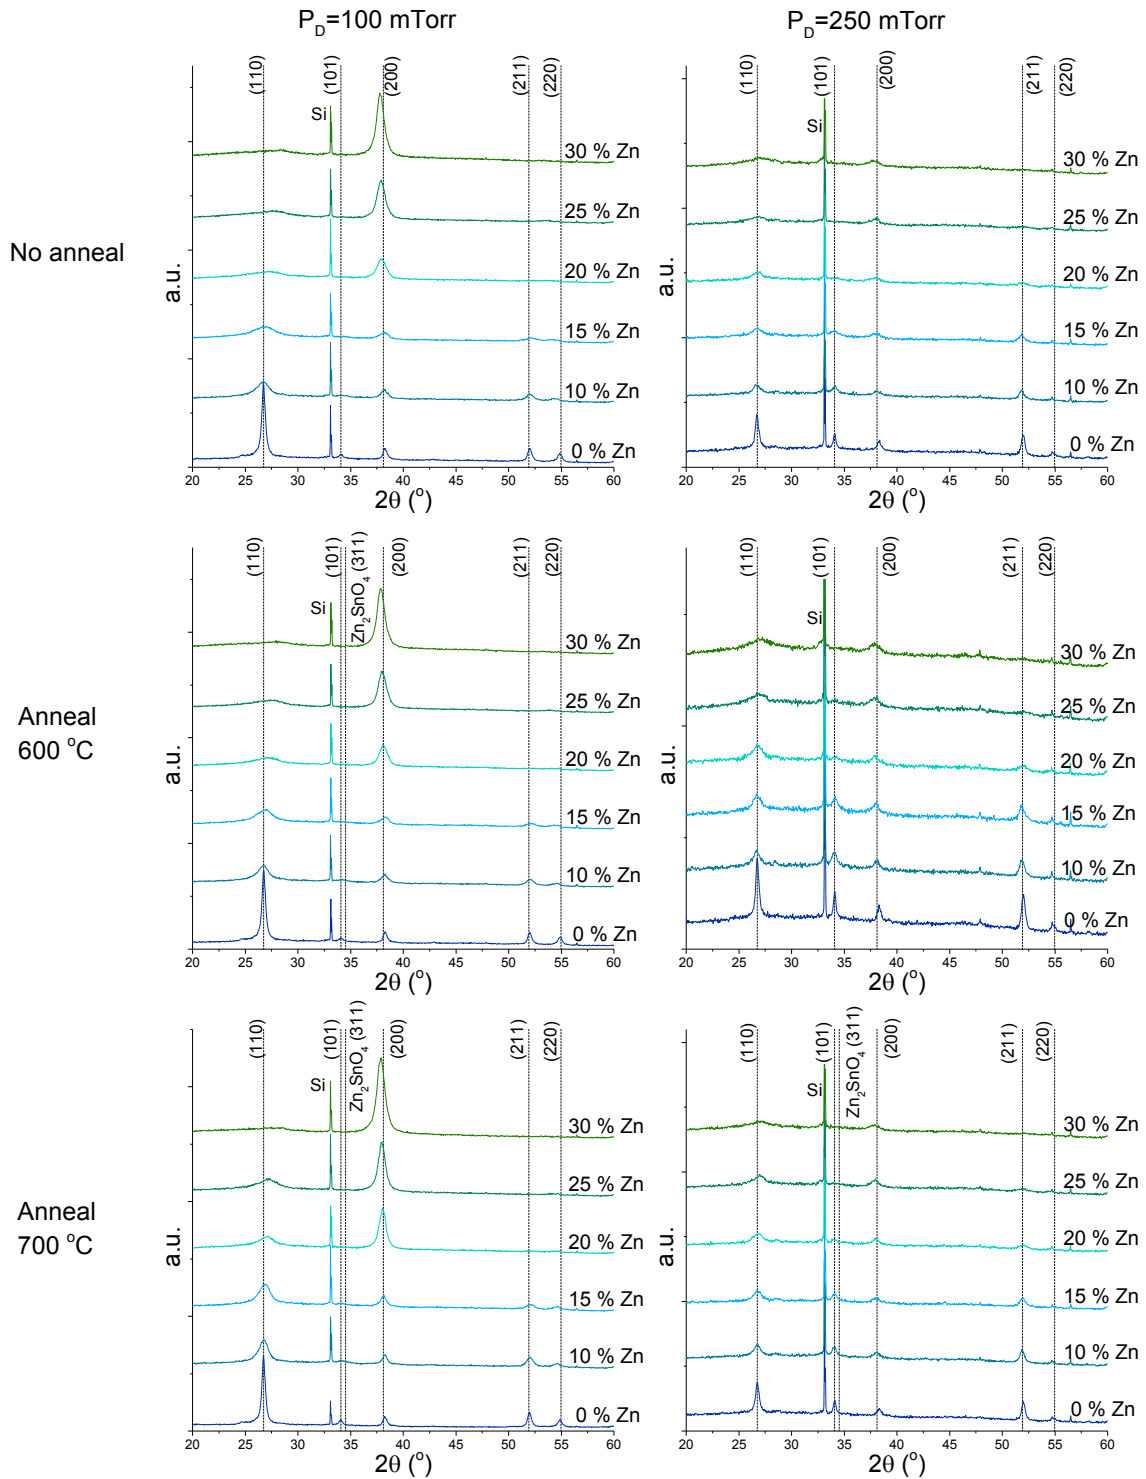 P_D=100 mTorr
P_D=250 mTorr
No anneal
a.u.
(110)
(101)
(200)
(211)
(220)
Si
30 % Zn
25 % Zn
20 % Zn
15 % Zn
10 % Zn
0 % Zn
20 25 30 35 40 45 50 55 60
2θ (°)
a.u.
(110)
(101)
(200)
(211)
(220)
Si
30 % Zn
25 % Zn
20 % Zn
15 % Zn
10 % Zn
0 % Zn
20 25 30 35 40 45 50 55 60
2θ (°)
Anneal
600 °C
a.u.
(110)
(101)
Zn₂SnO₄ (311)
(200)
(211)
(220)
Si
30 % Zn
25 % Zn
20 % Zn
15 % Zn
10 % Zn
0 % Zn
20 25 30 35 40 45 50 55 60
2θ (°)
a.u.
(110)
(101)
(200)
(211)
(220)
Si
30 % Zn
25 % Zn
20 % Zn
15 % Zn
10 % Zn
0 % Zn
20 25 30 35 40 45 50 55 60
2θ (°)
Anneal
700 °C
a.u.
(110)
(101)
Zn₂SnO₄ (311)
(200)
(211)
(220)
Si
30 % Zn
25 % Zn
20 % Zn
15 % Zn
10 % Zn
0 % Zn
20 25 30 35 40 45 50 55 60
2θ (°)
a.u.
(110)
(101)
Zn₂SnO₄ (311)
(200)
(211)
(220)
Si
30 % Zn
25 % Zn
20 % Zn
15 % Zn
10 % Zn
0 % Zn
20 25 30 35 40 45 50 55 60
2θ (°)